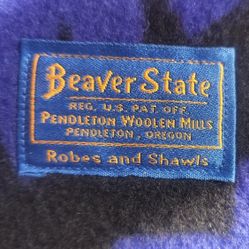 Beaver State
REG. U.S. PAT. OFF.
PENDLETON WOOLEN MILLS
PENDLETON, OREGON
Robes and Shawls